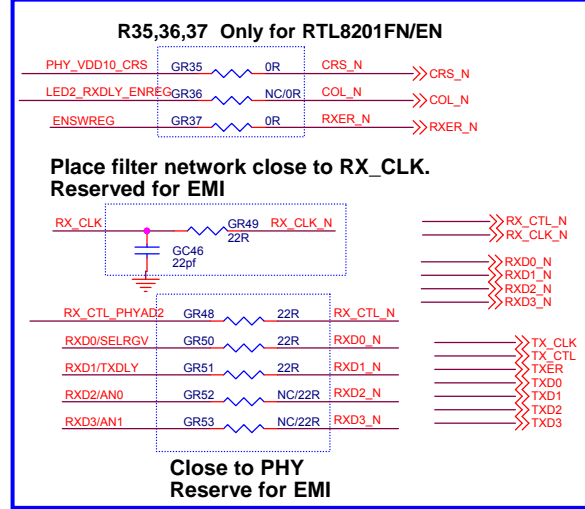 R35,36,37 Only for RTL8201FN/EN
PHY_VDD10_CRS GR35 0R CRS_N CRS_N
LED2_RXDLY_ENREG GR36 NC/0R COL_N COL_N
ENSWREG GR37 0R RXER_N RXER_N
Place filter network close to RX_CLK.
Reserved for EMI
RX_CLK GR49 RX_CLK_N
22R
GC46
22pf
RX_CTL_N
RX_CLK_N
RXD0_N
RXD1_N
RXD2_N
RXD3_N
RX_CTL_PHYAD2 GR48 22R RX_CTL_N
RXD0/SELRGV GR50 22R RXD0_N
RXD1/TXDLY GR51 22R RXD1_N
RXD2/AN0 GR52 NC/22R RXD2_N
RXD3/AN1 GR53 NC/22R RXD3_N
TX_CLK
TX_CTL
TXER
TXD0
TXD1
TXD2
TXD3
Close to PHY
Reserve for EMI